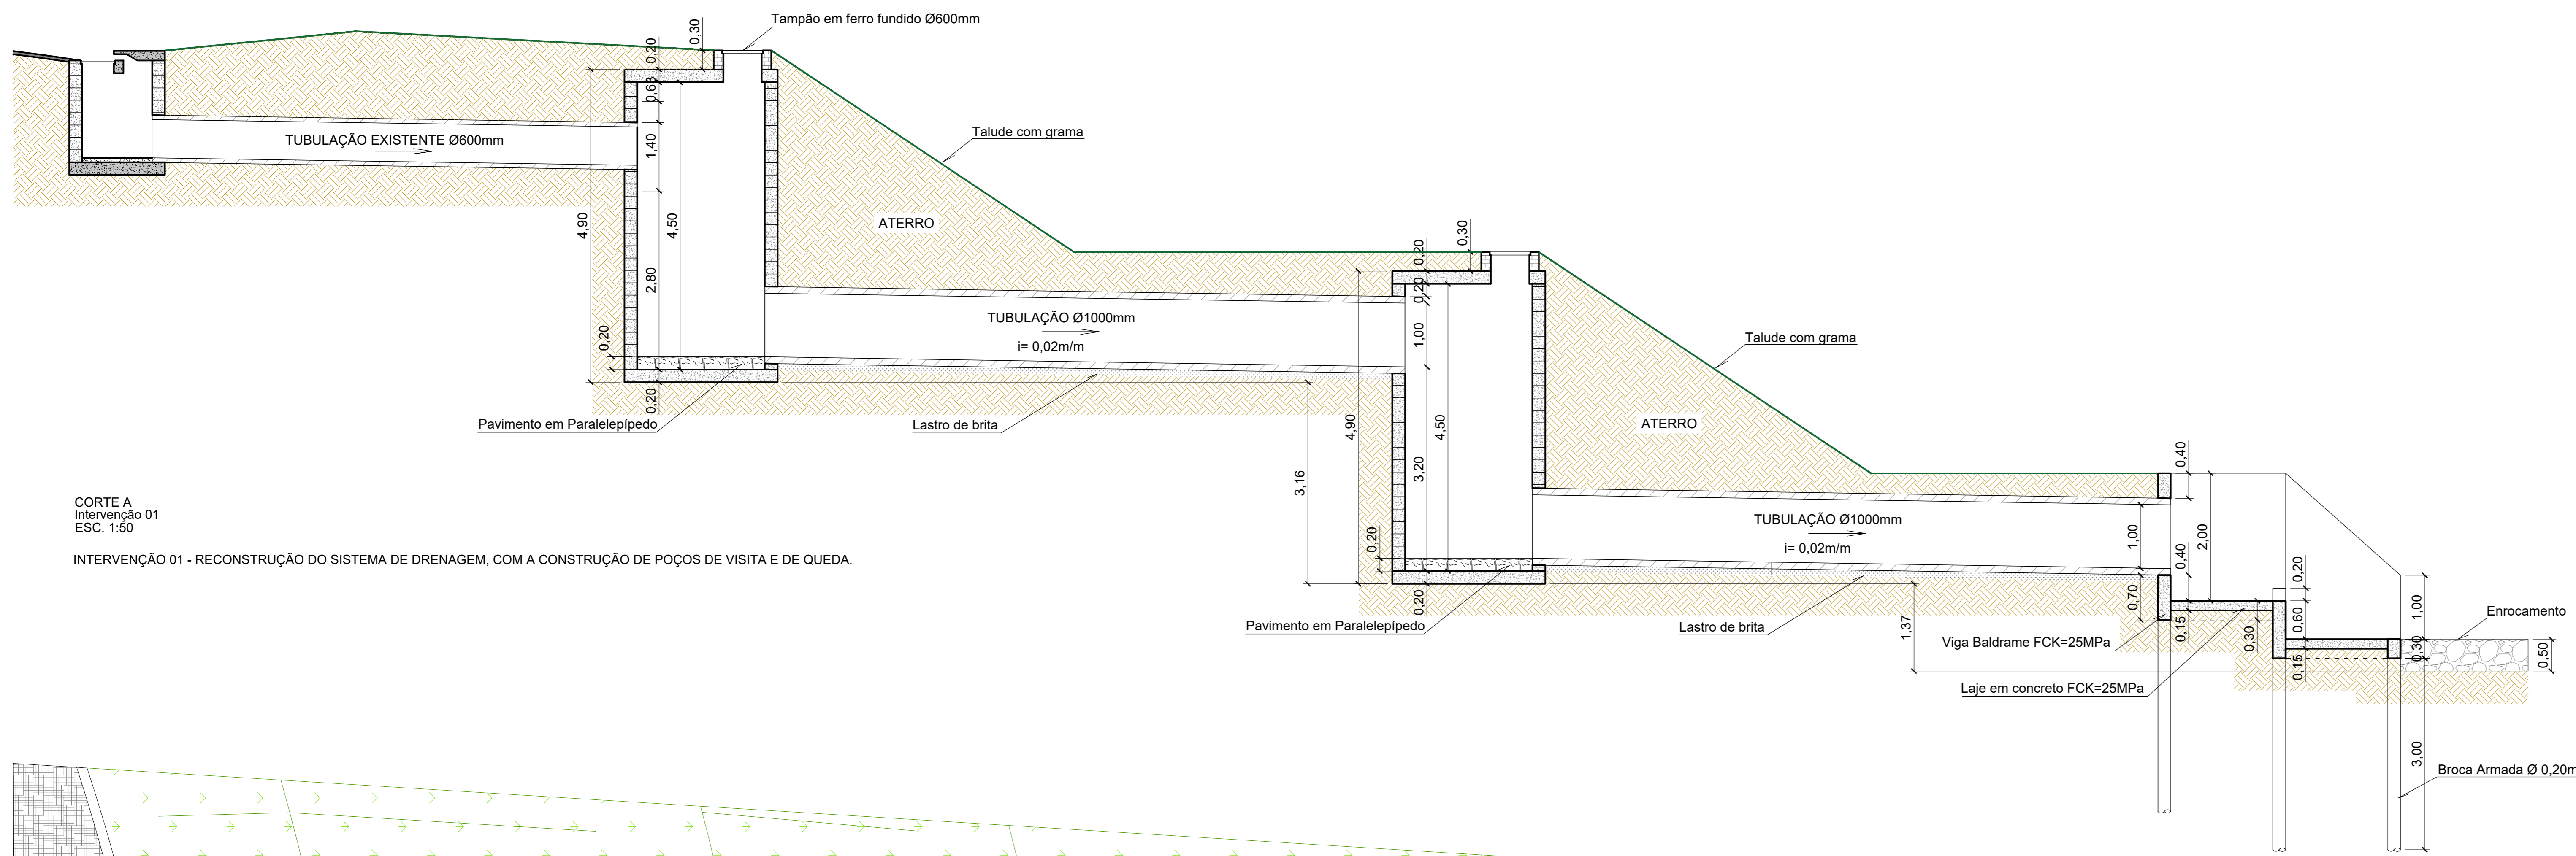 Tampão em ferro fundido Ø600mm
0,30
0,20
0,63
TUBULAÇÃO EXISTENTE Ø600mm
1,40
Talude com grama
4,90
4,50
ATERRO
2,80
0,20
0,20
Pavimento em Paralelepípedo
TUBULAÇÃO Ø1000mm
i= 0,02m/m
Lastro de brita
0,30
0,20
0,20
1,00
Talude com grama
3,16
4,90
4,50
ATERRO
3,20
0,20
0,20
Pavimento em Paralelepípedo
CORTE A
Intervenção 01
ESC. 1:50
INTERVENÇÃO 01 - RECONSTRUÇÃO DO SISTEMA DE DRENAGEM, COM A CONSTRUÇÃO DE POÇOS DE VISITA E DE QUEDA.
TUBULAÇÃO Ø1000mm
i= 0,02m/m
Lastro de brita
1,37
0,40
1,00
2,00
0,40
0,70
0,15
0,30
0,20
0,60
0,15
1,00
0,30
Enrocamento
0,50
Viga Baldrame FCK=25MPa
Laje em concreto FCK=25MPa
3,00
Broca Armada Ø 0,20m